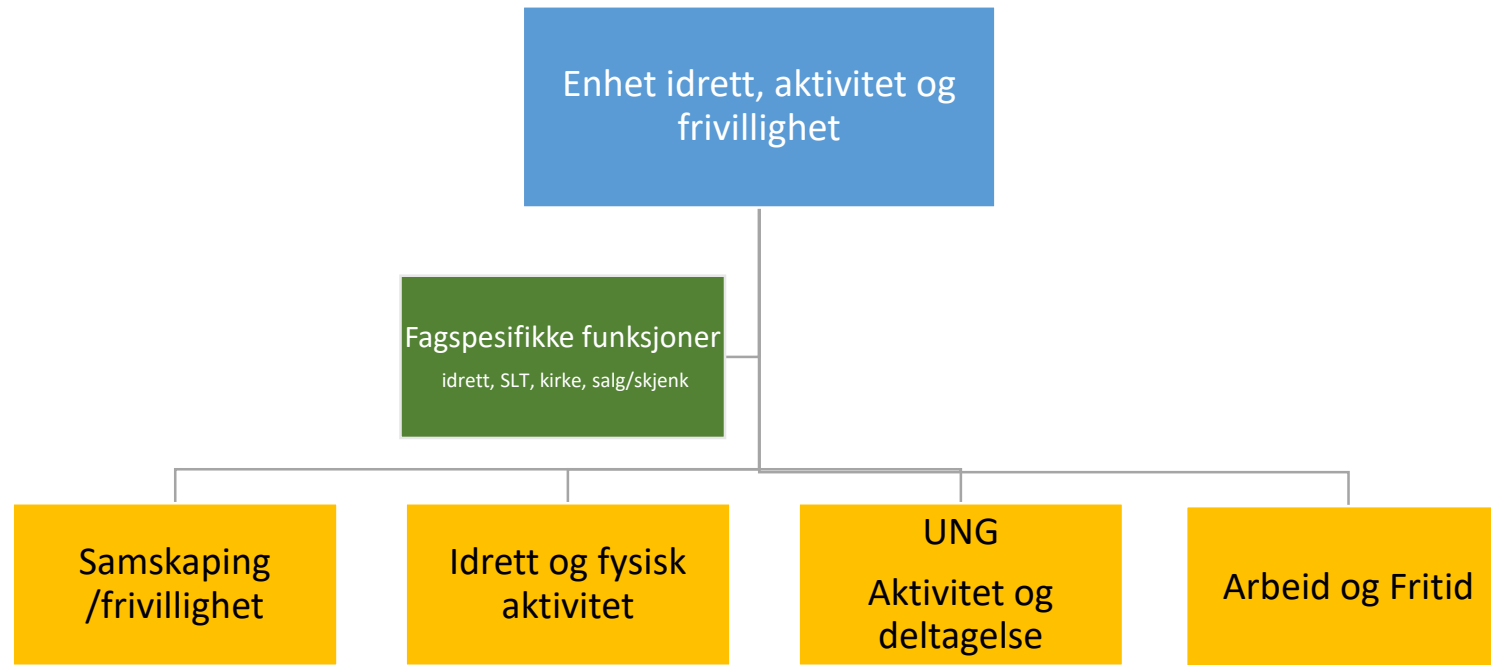 Enhet idrett, aktivitet og
frivillighet
Fagspesifikke funksjoner
idrett, SLT, kirke, salg/skjenk
Samskaping
/frivillighet
Idrett og fysisk
aktivitet
UNG
Aktivitet og
deltagelse
Arbeid og Fritid